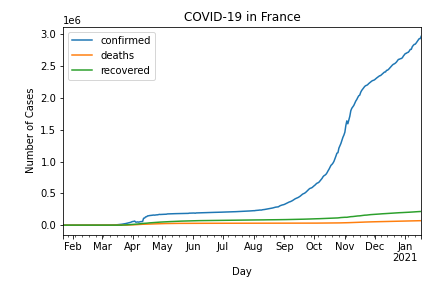 COVID-19 in France
1e6
3.0
2.5
2.0
1.5
1.0
0.5
0.0
Number of Cases
confirmed
deaths
recovered
Feb Mar Apr May Jun Jul Aug Sep Oct Nov Dec Jan
2021
Day